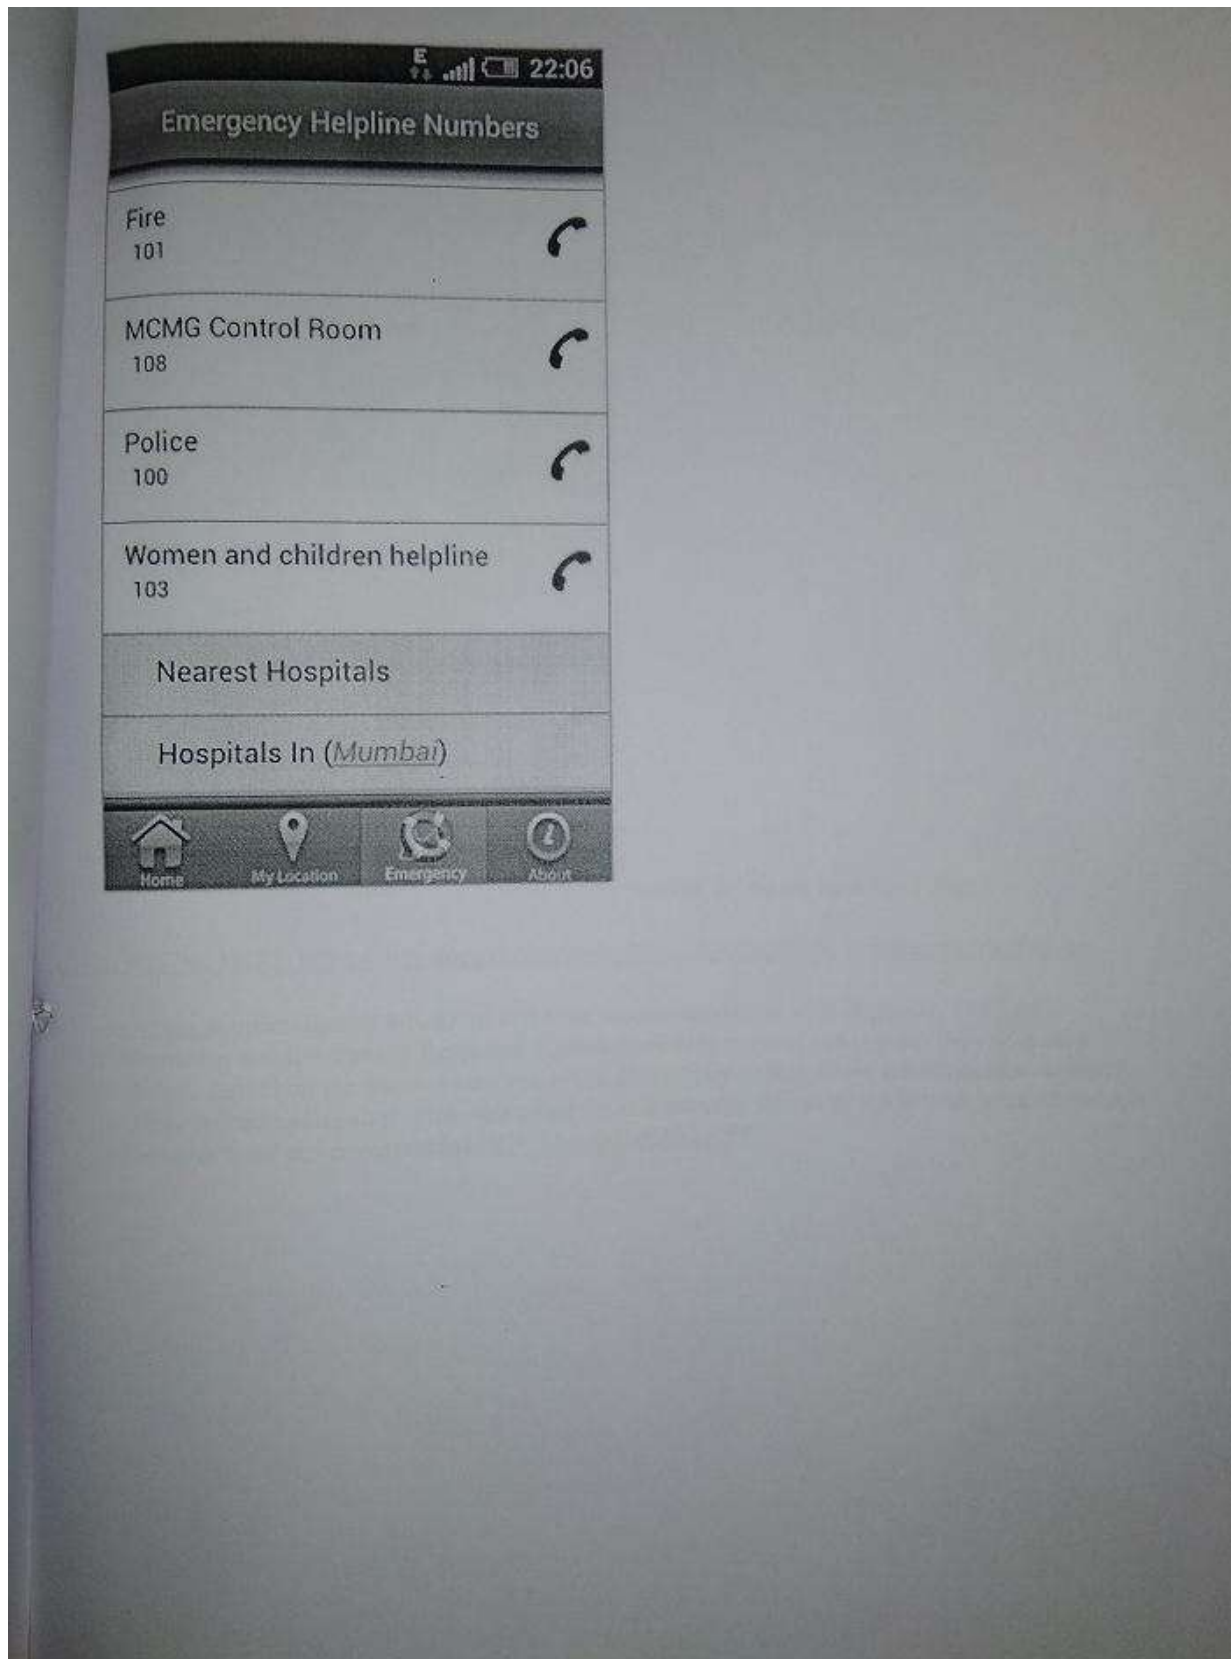 E 22:06
Emergency Helpline Numbers
Fire
101
MCMG Control Room
108
Police
100
Women and children helpline
103
Nearest Hospitals
Hospitals In (Mumbai)
Home My Location Emergency About